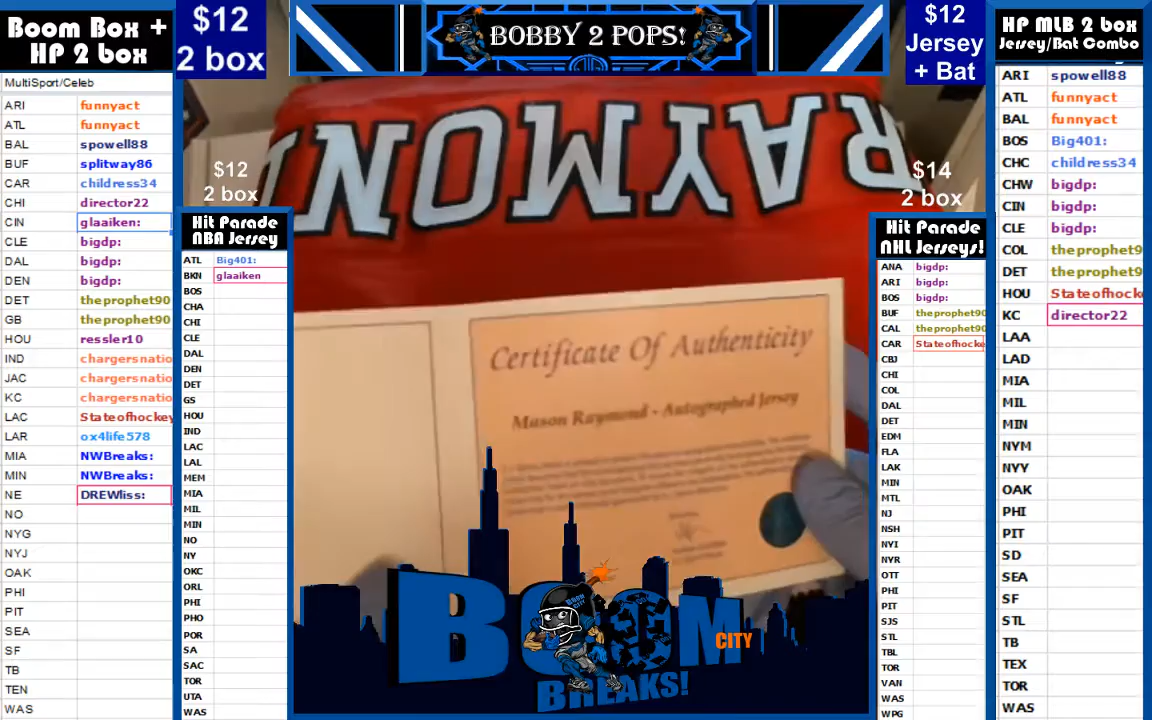 Boom Box +
HP 2 box
MultiSport/Celeb
ARI funnyact
ATL funnyact
BAL spowell88
BUF splitway86
CAR childress34
CHI director22
CIN glaaiken:
CLE bigdp:
DAL bigdp:
DEN bigdp:
DET theprophet90
GB theprophet90
HOU ressler10
IND chargersnatio
JAC chargersnatio
KC chargersnatio
LAC Stateofhockey
LAR ox4life578
MIA NWBreaks:
MIN NWBreaks:
NE DREWliss:
NO
NYG
NYJ
OAK
PHI
PIT
SEA
SF
TB
TEN
WAS
$12
2 box
$12
2 box
Hit Parade
NBA Jersey
ATL Big401:
BKN glaaiken
BOS
CHA
CHI
CLE
DAL
DEN
DET
GS
HOU
IND
LAC
LAL
MEM
MIA
MIL
MIN
NO
NY
OKC
ORL
PHI
PHO
POR
SA
SAC
TOR
UTA
WAS
BOBBY 2 POPS!
RAYMON
Certificate Of Authenticity
Mason Raymond - Autographed Jersey
BOOM
CITY
BREAKS!
$12
Jersey
+ Bat
$14
2 box
Hit Parade
NHL Jerseys!
ANA bigdp:
ARI bigdp:
BOS bigdp:
BUF theprophet90
CAL theprophet90
CAR Stateofhocke
CBJ
CHI
COL
DAL
DET
EDM
FLA
LAK
MIN
MTL
NJ
NSH
NYI
NYR
OTT
PHI
PIT
SJS
STL
TBL
TOR
VAN
WAS
WPG
HP MLB 2 box
Jersey/Bat Combo
ARI spowell88
ATL funnyact
BAL funnyact
BOS Big401:
CHC childress34
CHW bigdp:
CIN bigdp:
CLE bigdp:
COL theprophet9
DET theprophet9
HOU Stateofhock
KC director22
LAA
LAD
MIA
MIL
MIN
NYM
NYY
OAK
PHI
PIT
SD
SEA
SF
STL
TB
TEX
TOR
WAS